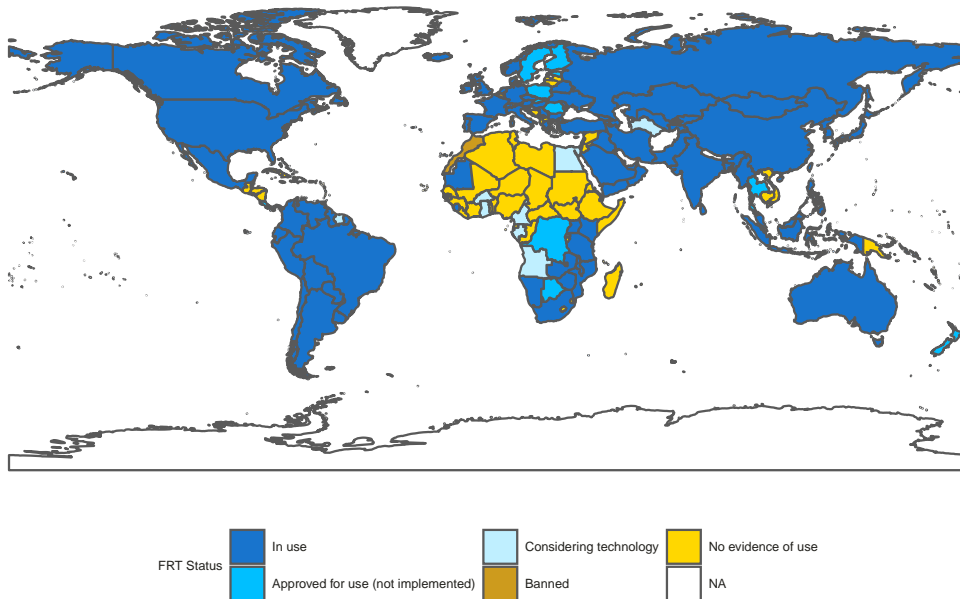 FRT Status
In use
Approved for use (not implemented)
Considering technology
Banned
No evidence of use
NA